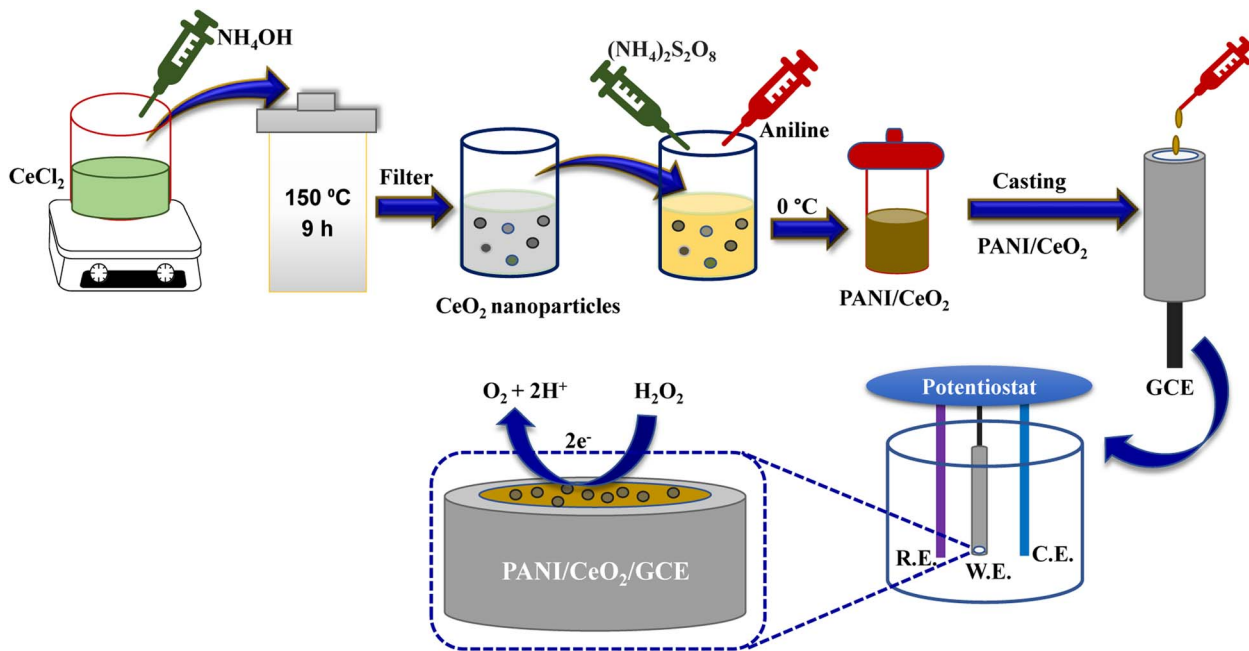 NH₄OH
CeCl₂
150 ⁰C
9 h
Filter
CeO₂ nanoparticles
(NH₄)₂S₂O₈
Aniline
0 °C
PANI/CeO₂
Casting
PANI/CeO₂
GCE
Potentiostat
R.E.
W.E.
C.E.
O₂ + 2H⁺
H₂O₂
2e⁻
PANI/CeO₂/GCE